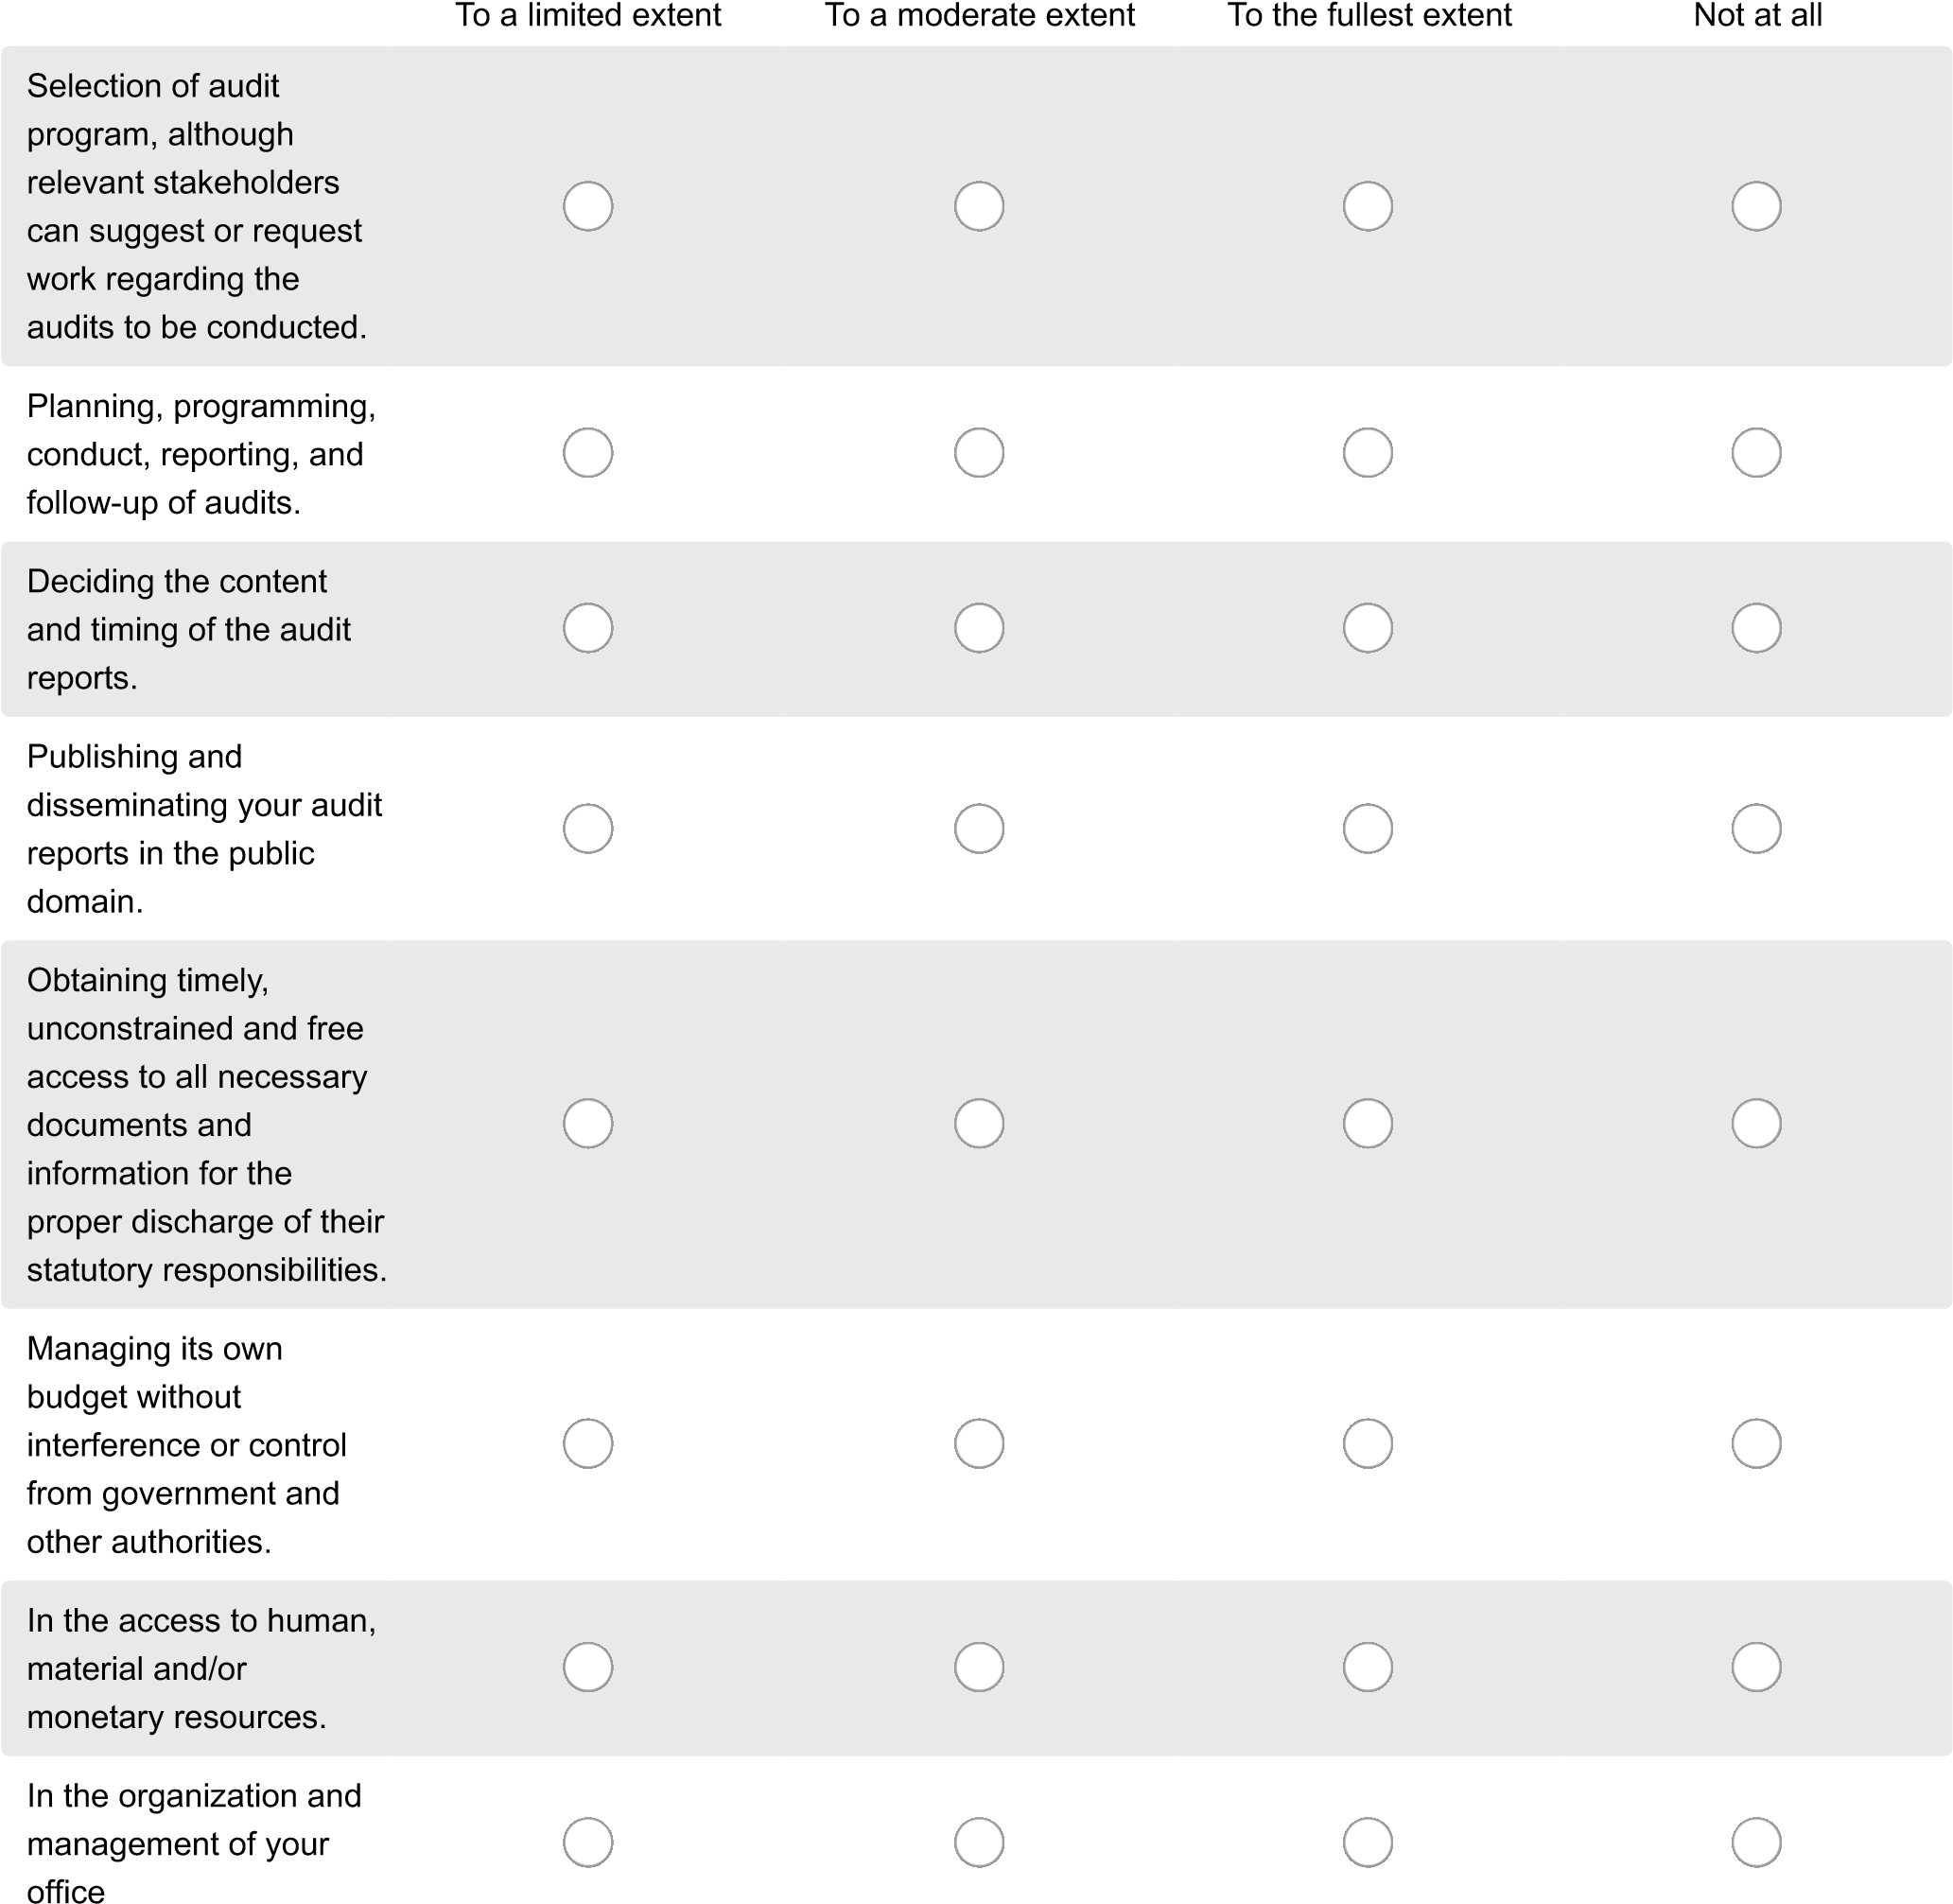 To a limited extent To a moderate extent To the fullest extent Not at all
Selection of audit
program, although
relevant stakeholders
can suggest or request
work regarding the
audits to be conducted.
Planning, programming,
conduct, reporting, and
follow-up of audits.
Deciding the content
and timing of the audit
reports.
Publishing and
disseminating your audit
reports in the public
domain.
Obtaining timely,
unconstrained and free
access to all necessary
documents and
information for the
proper discharge of their
statutory responsibilities.
Managing its own
budget without
interference or control
from government and
other authorities.
In the access to human,
material and/or
monetary resources.
In the organization and
management of your
office